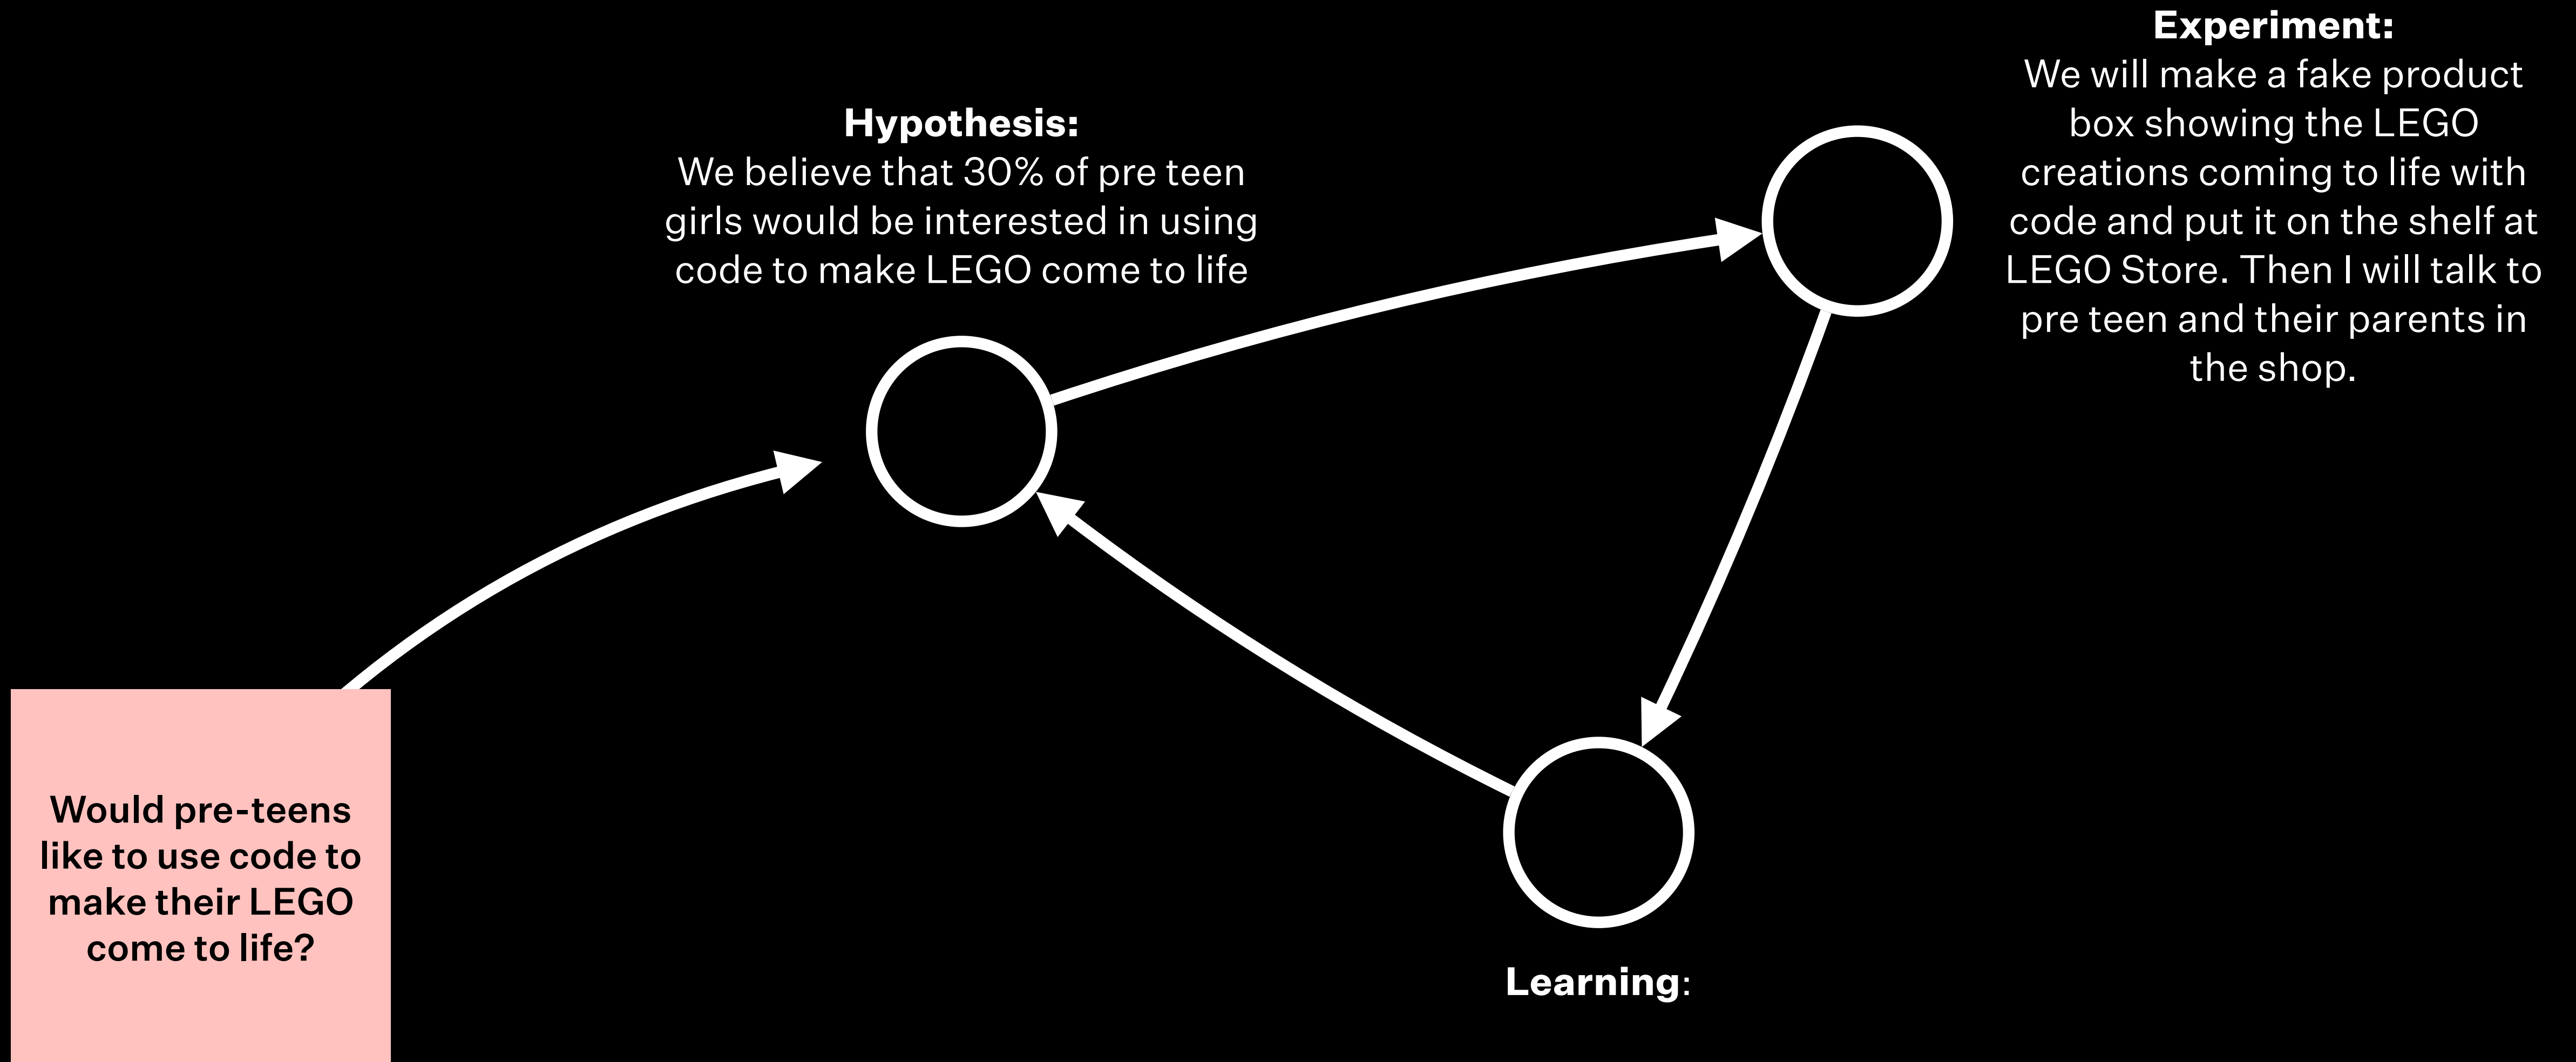 Experiment:
We will make a fake product
box showing the LEGO
creations coming to life with
code and put it on the shelf at
LEGO Store. Then I will talk to
pre teen and their parents in
the shop.
Hypothesis:
We believe that 30% of pre teen
girls would be interested in using
code to make LEGO come to life
Would pre-teens
like to use code to
make their LEGO
come to life?
Learning: